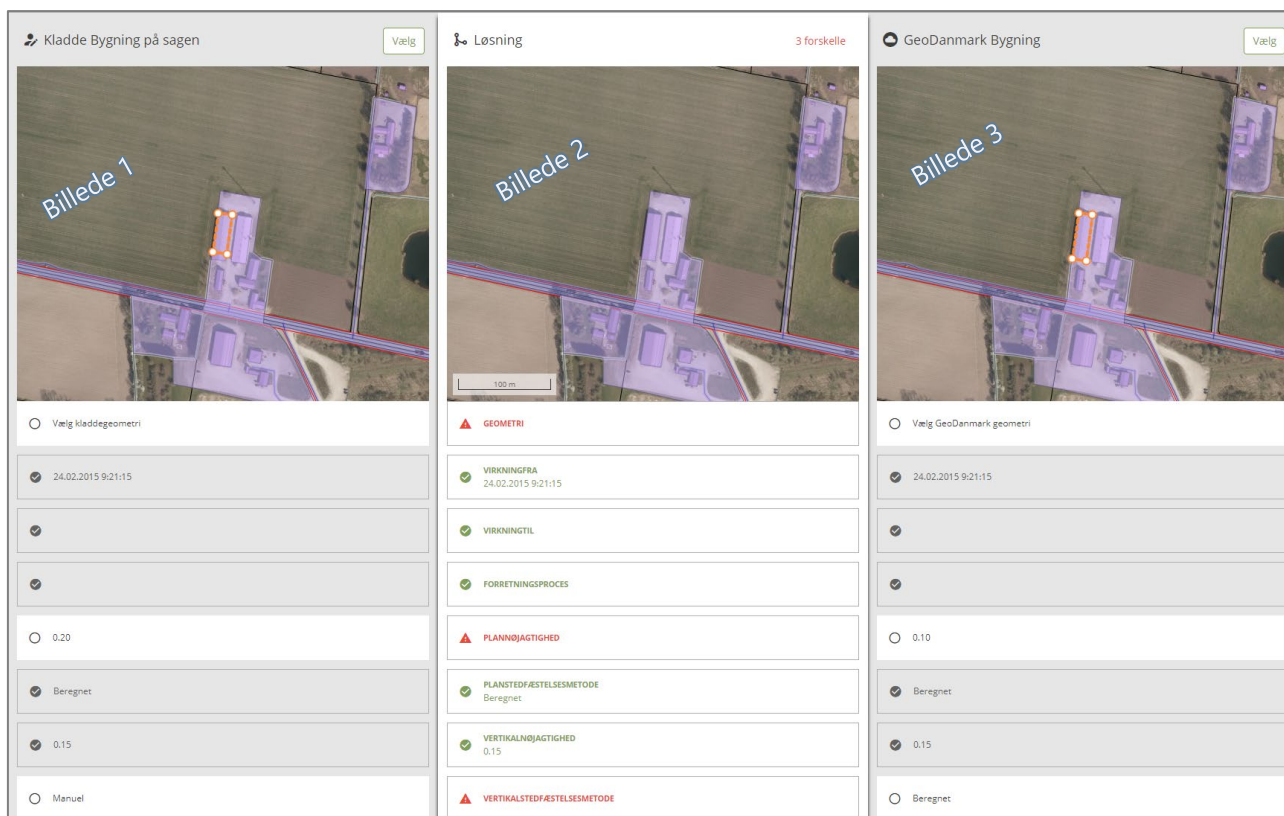 Kladde Bygning på sagen
Vælg
Billede 1
Vælg kladdegeometri
24.02.2015 9:21:15
0.20
Beregnet
0.15
Manuel
Løsning
3 forskelle
Billede 2
100 m
GEOMETRI
VIRKNINGFRA
24.02.2015 9:21:15
VIRKNINGTIL
FORRETNINGSPROCES
PLANNØJAGTIGHED
PLANSTEDFÆSTELSESMETODE
Beregnet
VERTIKALNØJAGTIGHED
0.15
VERTIKALSTEDFÆSTELSESMETODE
GeoDanmark Bygning
Vælg
Billede 3
Vælg GeoDanmark geometri
24.02.2015 9:21:15
0.10
Beregnet
0.15
Beregnet